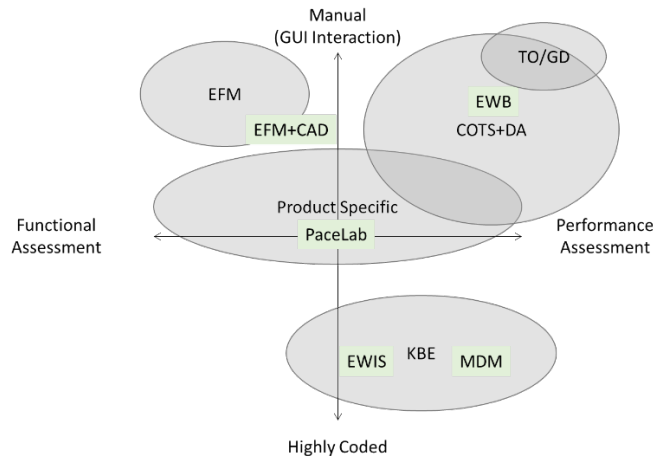 Manual
(GUI Interaction)
TO/GD
EFM
EWB
EFM+CAD
COTS+DA
Product Specific
Functional
Assessment
PaceLab
Performance
Assessment
EWIS
KBE
MDM
Highly Coded